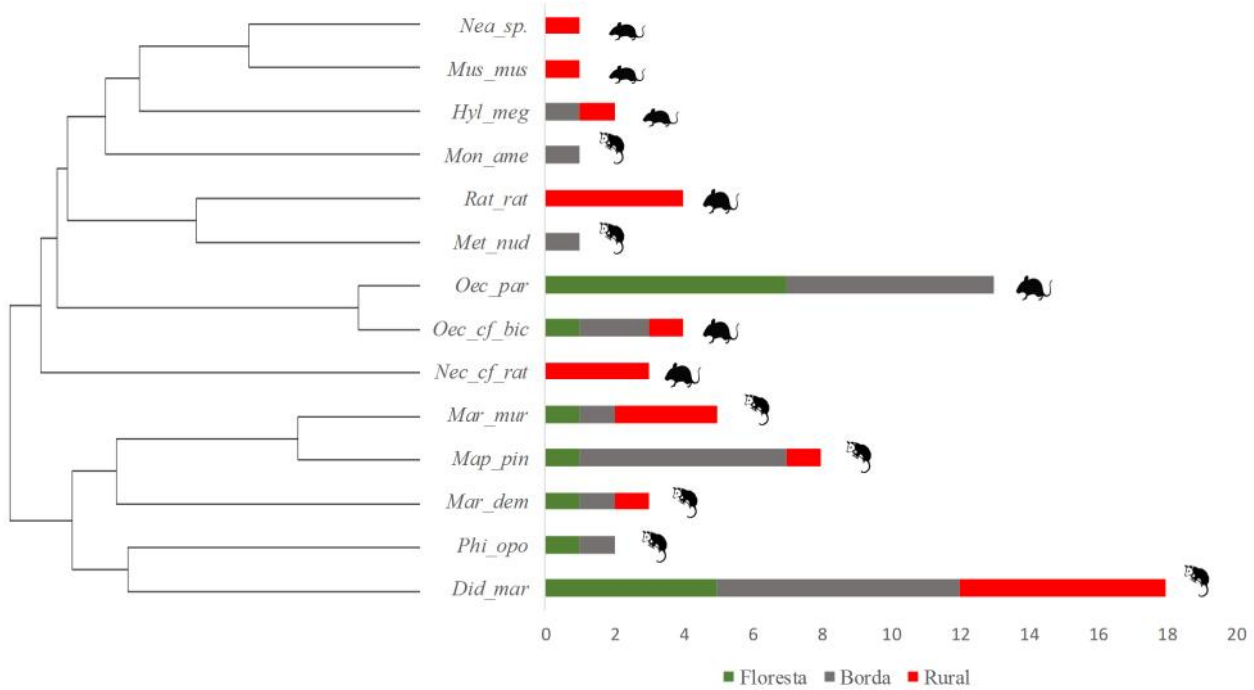 Nea_sp.
Mus_mus
Hyl_meg
Mon_ame
Rat_rat
Met_nud
Oec_par
Oec_cf_bic
Nec_cf_rat
Mar_mur
Map_pin
Mar_dem
Phi_opo
Did_mar
0 2 4 6 8 10 12 14 16 18 20
Floresta Borda Rural